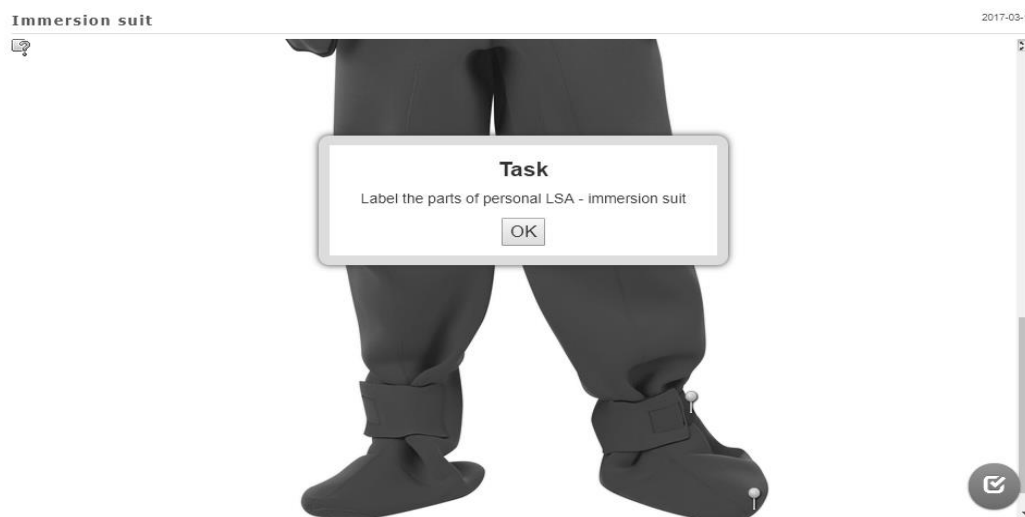 Immersion suit
2017-03-
Task
Label the parts of personal LSA - immersion suit
OK